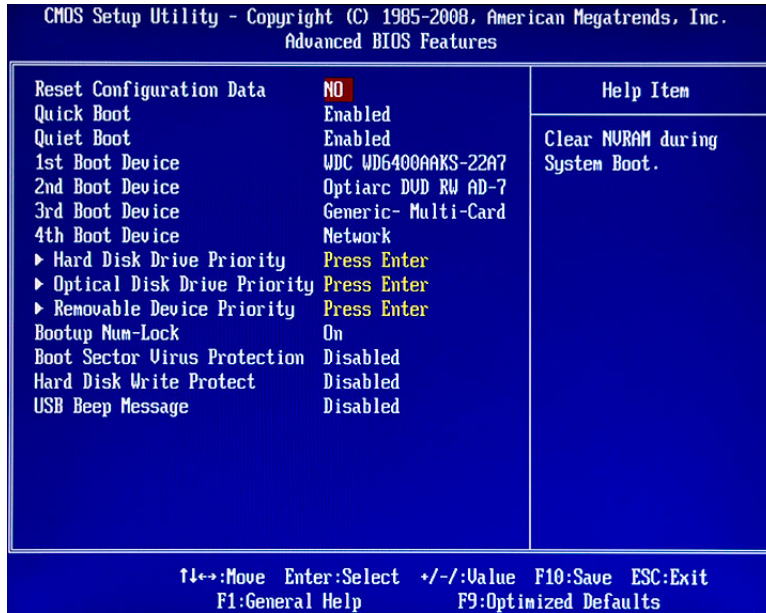 CMOS Setup Utility - Copyright (C) 1985-2008, American Megatrends, Inc.
Advanced BIOS Features
Reset Configuration Data NO
Quick Boot Enabled
Quiet Boot Enabled
1st Boot Device WDC WD6400AAKS-22A7
2nd Boot Device Optiarc DVD RW AD-7
3rd Boot Device Generic- Multi-Card
4th Boot Device Network
▶ Hard Disk Drive Priority Press Enter
▶ Optical Disk Drive Priority Press Enter
▶ Removable Device Priority Press Enter
Bootup Num-Lock On
Boot Sector Virus Protection Disabled
Hard Disk Write Protect Disabled
USB Beep Message Disabled
Help Item
Clear NVRAM during
System Boot.
↑↓←→:Move Enter:Select +/-/:Value F10:Save ESC:Exit
F1:General Help F9:Optimized Defaults